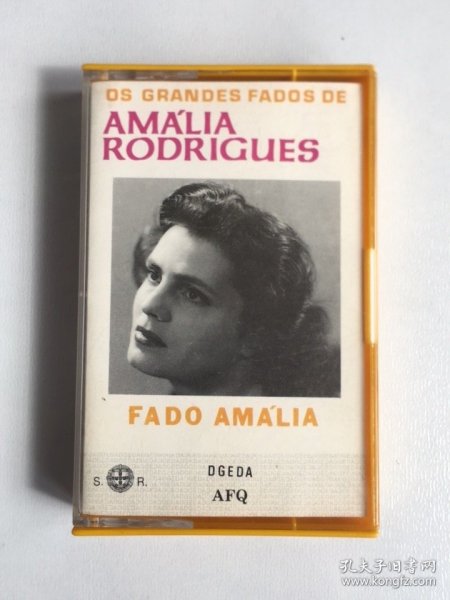 OS GRANDES FADOS DE
AMÁLIA
RODRIGUES
FADO AMÁLIA
S. R.
DGEDA
AFQ
孔夫子旧书网
www.kongfz.com